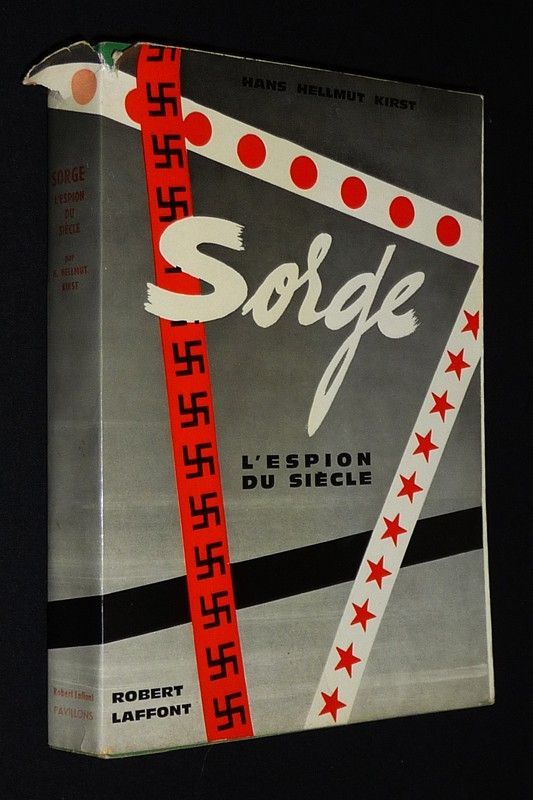 HANS HELLMUT KIRST
Sorge
L'ESPION
DU SIÈCLE
ROBERT
LAFFONT
SORGE
L'ESPION
DU
SIÈCLE
par
H. HELLMUT
KIRST
Robert Laffont
PAVILLONS